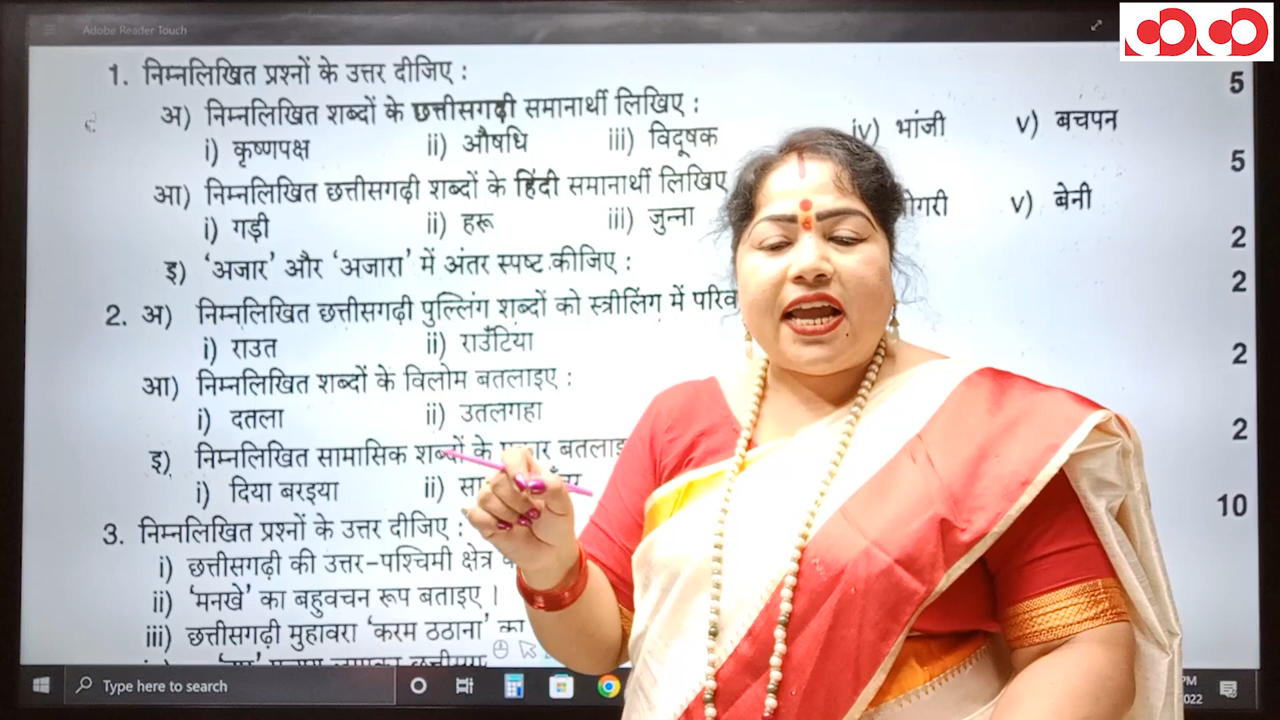 Adobe Reader Touch
1. निम्नलिखित प्रश्नों के उत्तर दीजिए :
5
अ) निम्नलिखित शब्दों के छत्तीसगढ़ी समानार्थी लिखिए :
i) कृष्णपक्ष ii) औषधि iii) विदूषक iv) भांजी v) बचपन
5
आ) निम्नलिखित छत्तीसगढ़ी शब्दों के हिंदी समानार्थी लिखिए
i) गड़ी ii) हरू iii) जुन्ना v) बेनी
2
इ) 'अजार' और 'अजारा' में अंतर स्पष्ट कीजिए :
2
2. अ) निम्नलिखित छत्तीसगढ़ी पुल्लिंग शब्दों को स्त्रीलिंग में
i) राउत ii) राउँटिया
2
आ) निम्नलिखित शब्दों के विलोम बतलाइए :
i) दतला ii) उतलगहा
2
इ) निम्नलिखित सामासिक शब्दों के
i) दिया बरइया ii)
10
3. निम्नलिखित प्रश्नों के उत्तर दीजिए :
i) छत्तीसगढ़ी की उत्तर-पश्चिमी क्षेत्र
ii) 'मनखे' का बहुवचन रूप बताइए ।
iii) छत्तीसगढ़ी मुहावरा 'करम ठठाना' का
Type here to search
PM
2022